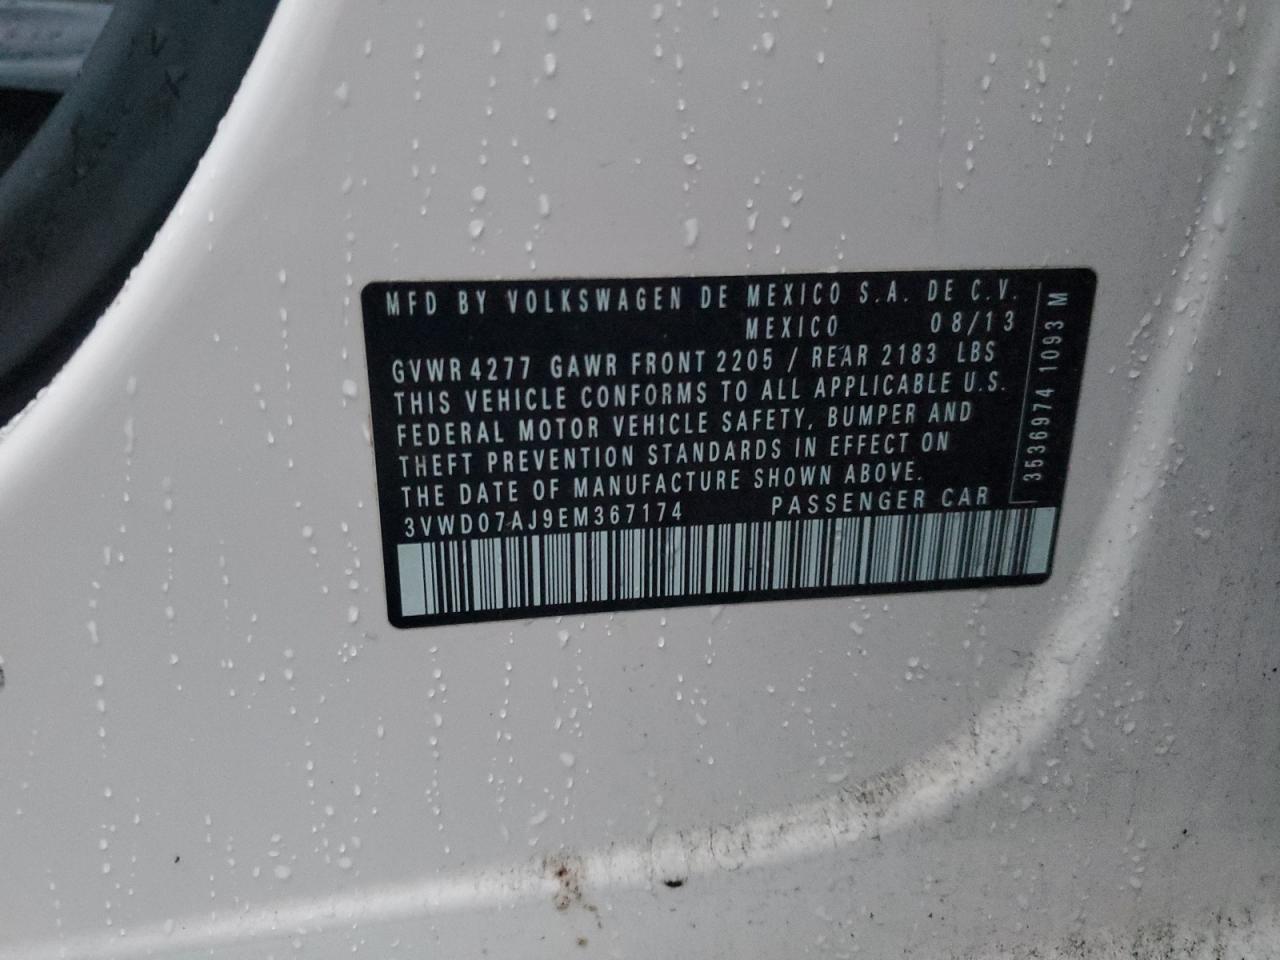 MFD BY VOLKSWAGEN DE MEXICO S.A. DE C.V.
MEXICO 08/13
GVWR 4277 GAWR FRONT 2205 / REAR 2183 LBS
THIS VEHICLE CONFORMS TO ALL APPLICABLE U.S.
FEDERAL MOTOR VEHICLE SAFETY, BUMPER AND
THEFT PREVENTION STANDARDS IN EFFECT ON
THE DATE OF MANUFACTURE SHOWN ABOVE.
3VWD07AJ9EM367174 PASSENGER CAR
3536974 1093 M